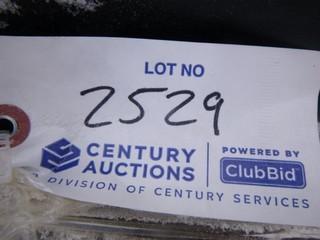 LOT NO
2529
CENTURY AUCTIONS
POWERED BY
ClubBid
DIVISION OF CENTURY SERVICES